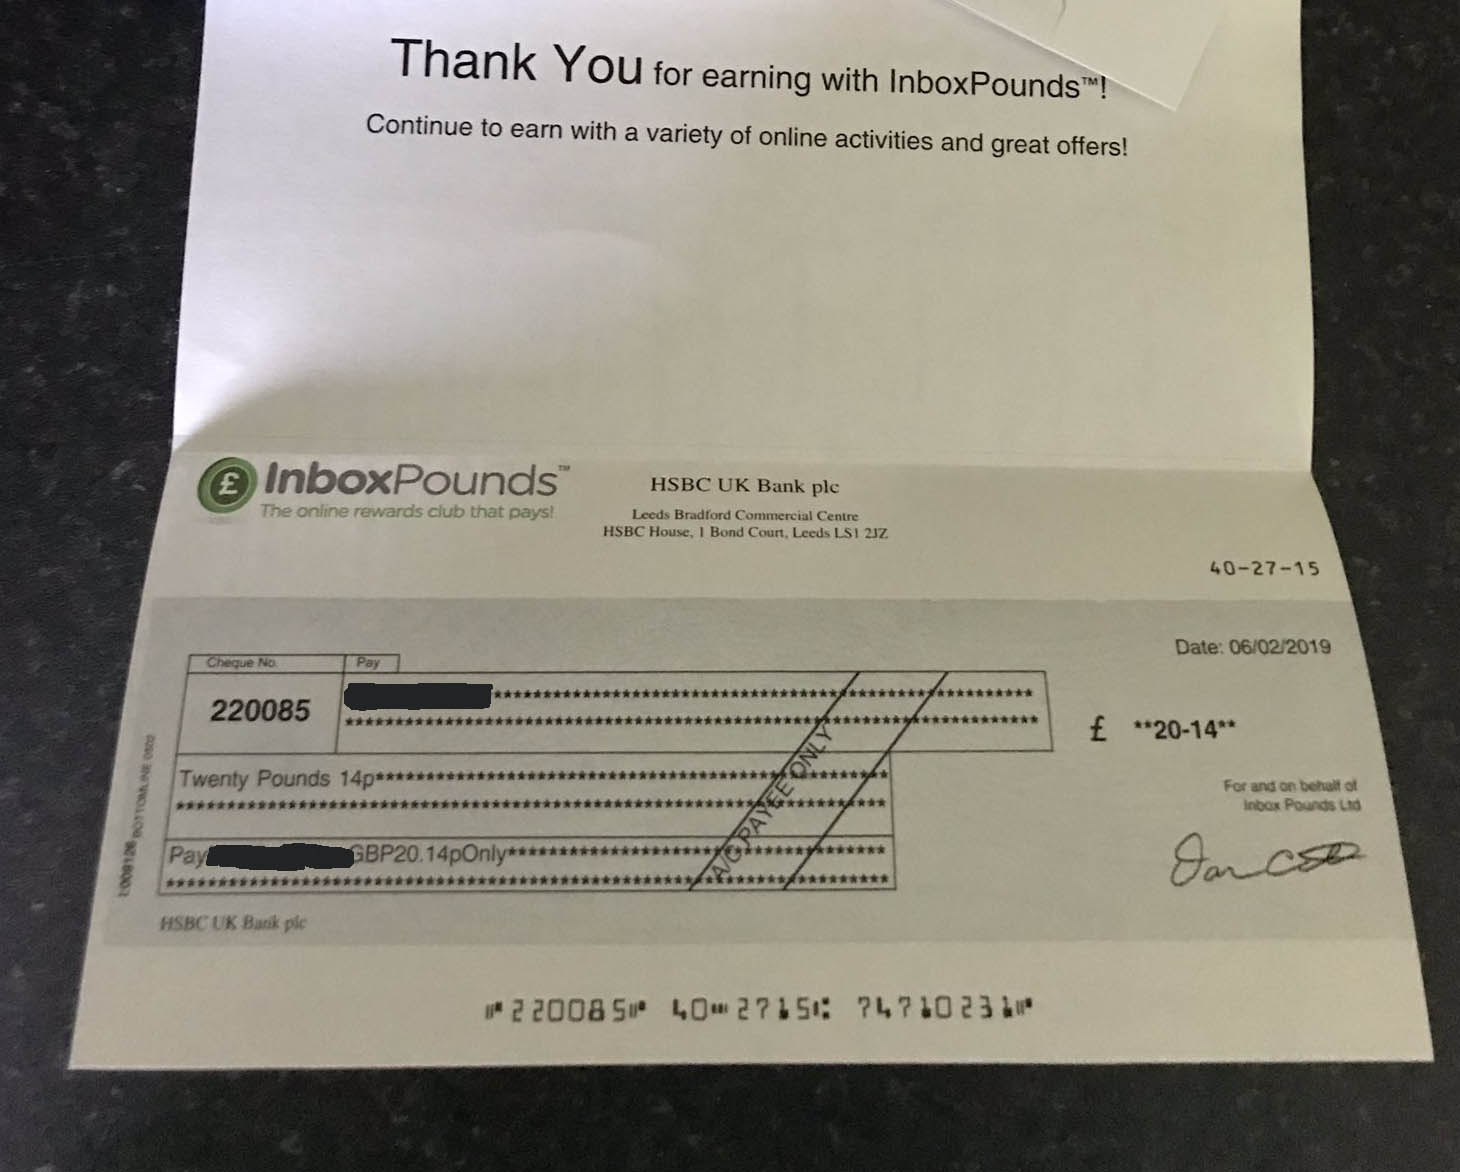 Thank You for earning with InboxPounds™!
Continue to earn with a variety of online activities and great offers!
£ InboxPounds™
The online rewards club that pays!
HSBC UK Bank plc
Leeds Bradford Commercial Centre
HSBC House, 1 Bond Court, Leeds LS1 2JZ
40-27-15
Date: 06/02/2019
Cheque No.
Pay
220085
£ **20-14**
Twenty Pounds 14p
A/C PAYEE ONLY
Pay GBP20.14pOnly
For and on behalf of
Inbox Pounds Ltd
HSBC UK Bank plc
BOTTOMLINE
⑈220085⑈ 40⑉2715⑆ 74710231⑈